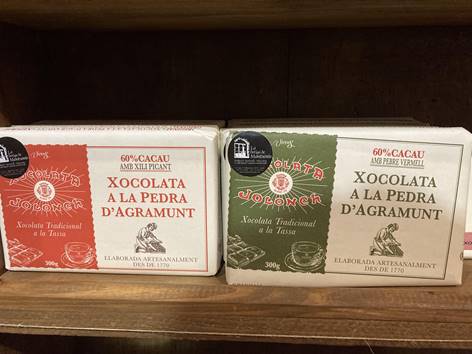 60% CACAU
AMB XILI PICANT
XOCOLATA
JOLONCH
Xocolata Tradicional
a la Tassa
300g
XOCOLATA
A LA PEDRA
D'AGRAMUNT
ELABORADA ARTESANALMENT
DES DE 1770
60% CACAU
AMB PEBRE VERMELL
XOCOLATA
JOLONCH
Xocolata Tradicional
a la Tassa
300g
XOCOLATA
A LA PEDRA
D'AGRAMUNT
ELABORADA ARTESANALMENT
DES DE 1770